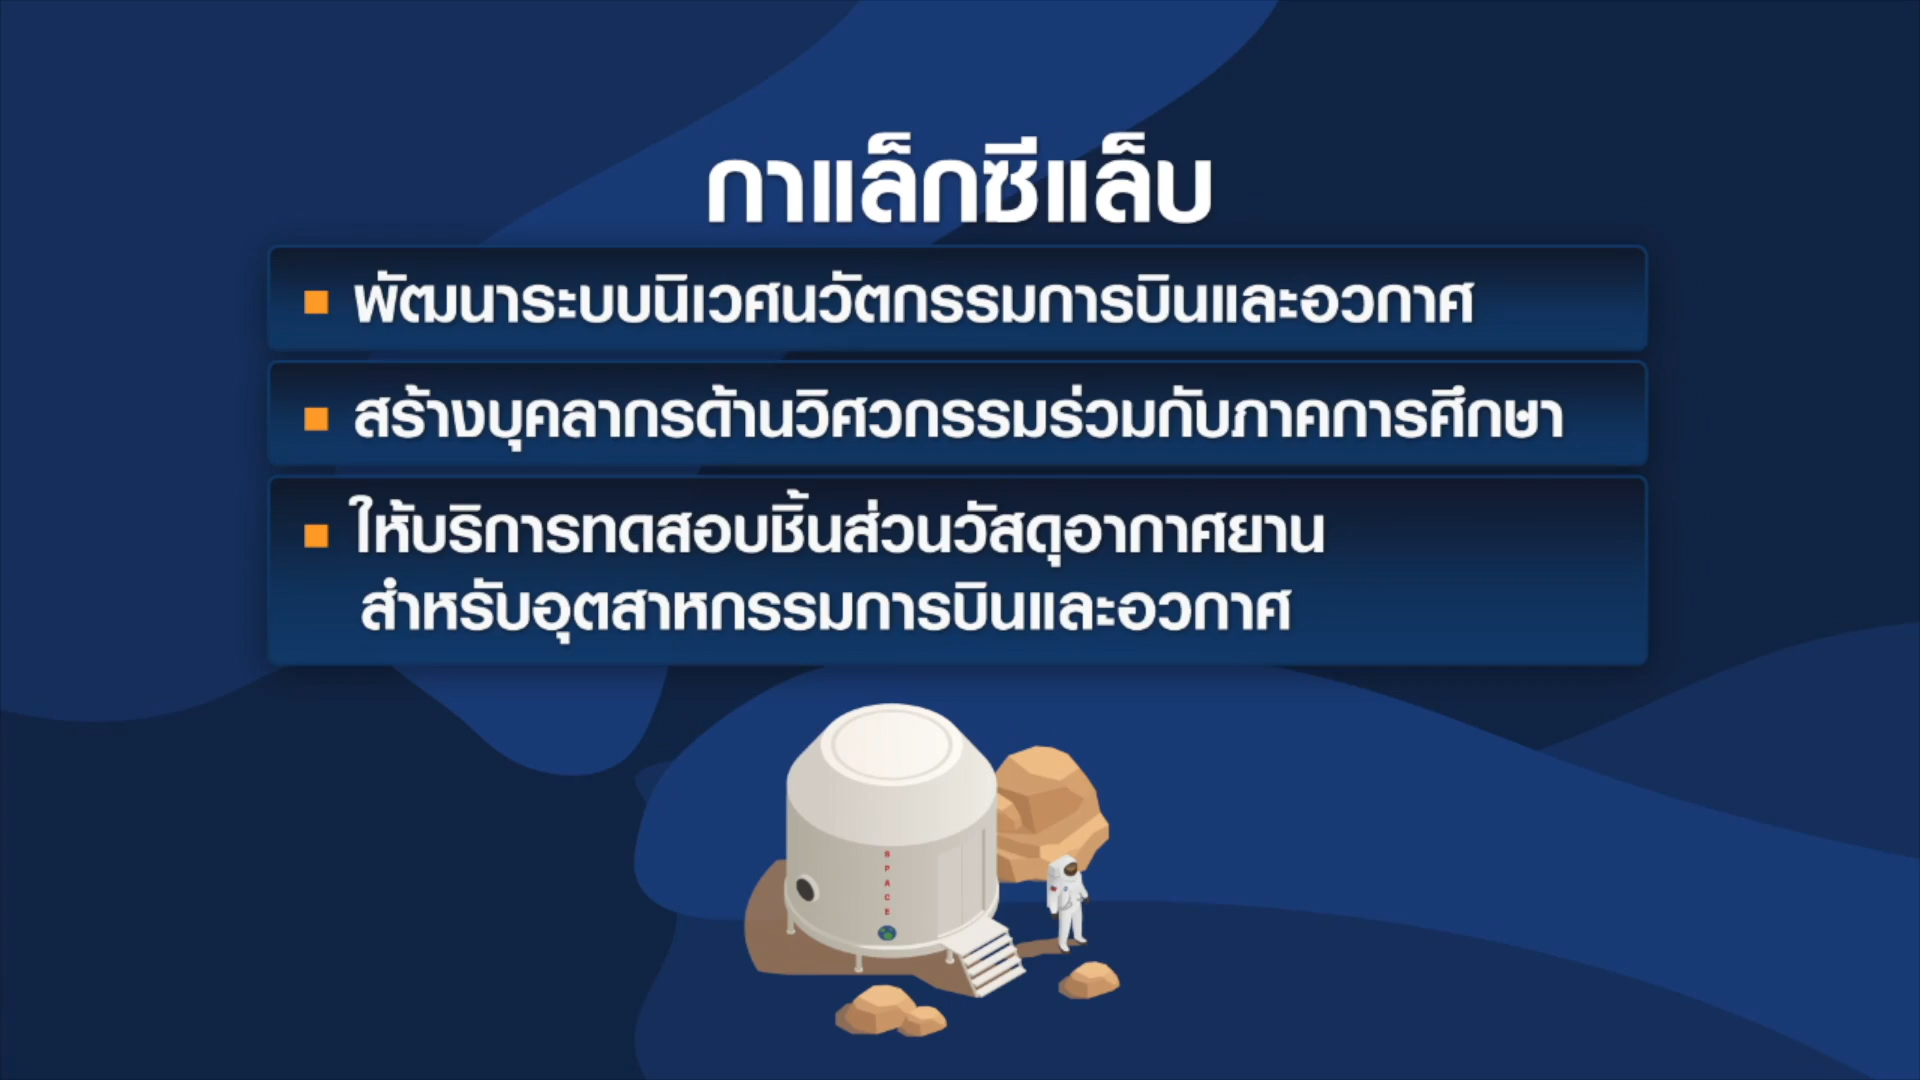 กาแล็กซีแล็บ
พัฒนาระบบนิเวศนวัตกรรมการบินและอวกาศ
สร้างบุคลากรด้านวิศวกรรมร่วมกับภาคการศึกษา
ให้บริการทดสอบชิ้นส่วนวัสดุอากาศยาน
สำหรับอุตสาหกรรมการบินและอวกาศ
SPACE